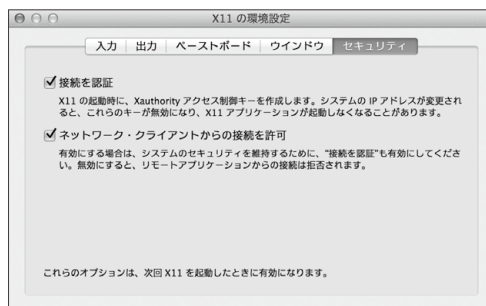 X11 の環境設定
入力 出力 ペーストボード ウインドウ セキュリティ
接続を認証
X11 の起動時に、Xauthority アクセス制御キーを作成します。システムの IP アドレスが変更され
ると、これらのキーが無効になり、X11 アプリケーションが起動しなくなることがあります。
ネットワーク・クライアントからの接続を許可
有効にする場合は、システムのセキュリティを維持するために、"接続を認証"も有効にしてくださ
い。無効にすると、リモートアプリケーションからの接続は拒否されます。
これらのオプションは、次回 X11 を起動したときに有効になります。